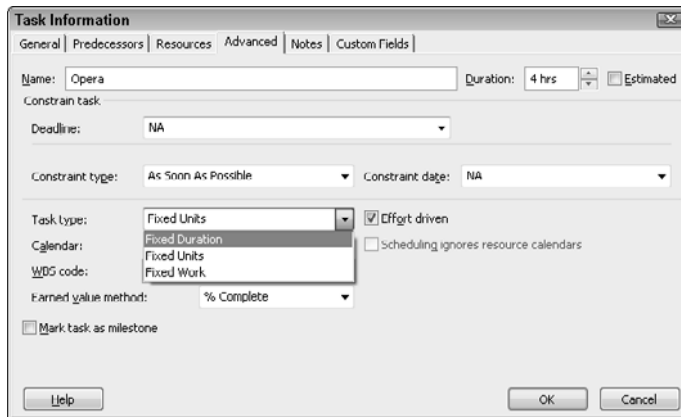 Task Information
General Predecessors Resources Advanced Notes Custom Fields
Name: Opera Duration: 4 hrs Estimated
Constrain task
Deadline: NA
Constraint type: As Soon As Possible Constraint date: NA
Task type: Fixed Units Effort driven
Calendar: Fixed Duration Scheduling ignores resource calendars
Fixed Units
WBS code: Fixed Work
Earned value method: % Complete
Mark task as milestone
Help OK Cancel